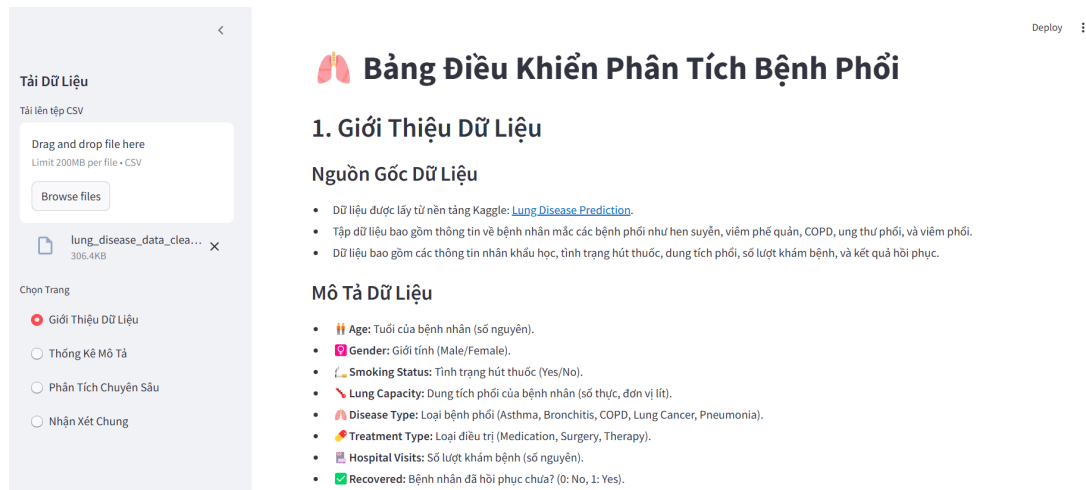 Deploy
Tải Dữ Liệu
Tải lên tệp CSV
Drag and drop file here
Limit 200MB per file • CSV
Browse files
lung_disease_data_clea...
306.4KB
Chọn Trang
Giới Thiệu Dữ Liệu
Thống Kê Mô Tả
Phân Tích Chuyên Sâu
Nhận Xét Chung
Bảng Điều Khiển Phân Tích Bệnh Phổi
1. Giới Thiệu Dữ Liệu
Nguồn Gốc Dữ Liệu
• Dữ liệu được lấy từ nền tảng Kaggle: Lung Disease Prediction.
• Tập dữ liệu bao gồm thông tin về bệnh nhân mắc các bệnh phổi như hen suyễn, viêm phế quản, COPD, ung thư phổi, và viêm phổi.
• Dữ liệu bao gồm các thông tin nhân khẩu học, tình trạng hút thuốc, dung tích phổi, số lượt khám bệnh, và kết quả hồi phục.
Mô Tả Dữ Liệu
• Age: Tuổi của bệnh nhân (số nguyên).
• Gender: Giới tính (Male/Female).
• Smoking Status: Tình trạng hút thuốc (Yes/No).
• Lung Capacity: Dung tích phổi của bệnh nhân (số thực, đơn vị lít).
• Disease Type: Loại bệnh phổi (Asthma, Bronchitis, COPD, Lung Cancer, Pneumonia).
• Treatment Type: Loại điều trị (Medication, Surgery, Therapy).
• Hospital Visits: Số lượt khám bệnh (số nguyên).
• Recovered: Bệnh nhân đã hồi phục chưa? (0: No, 1: Yes).